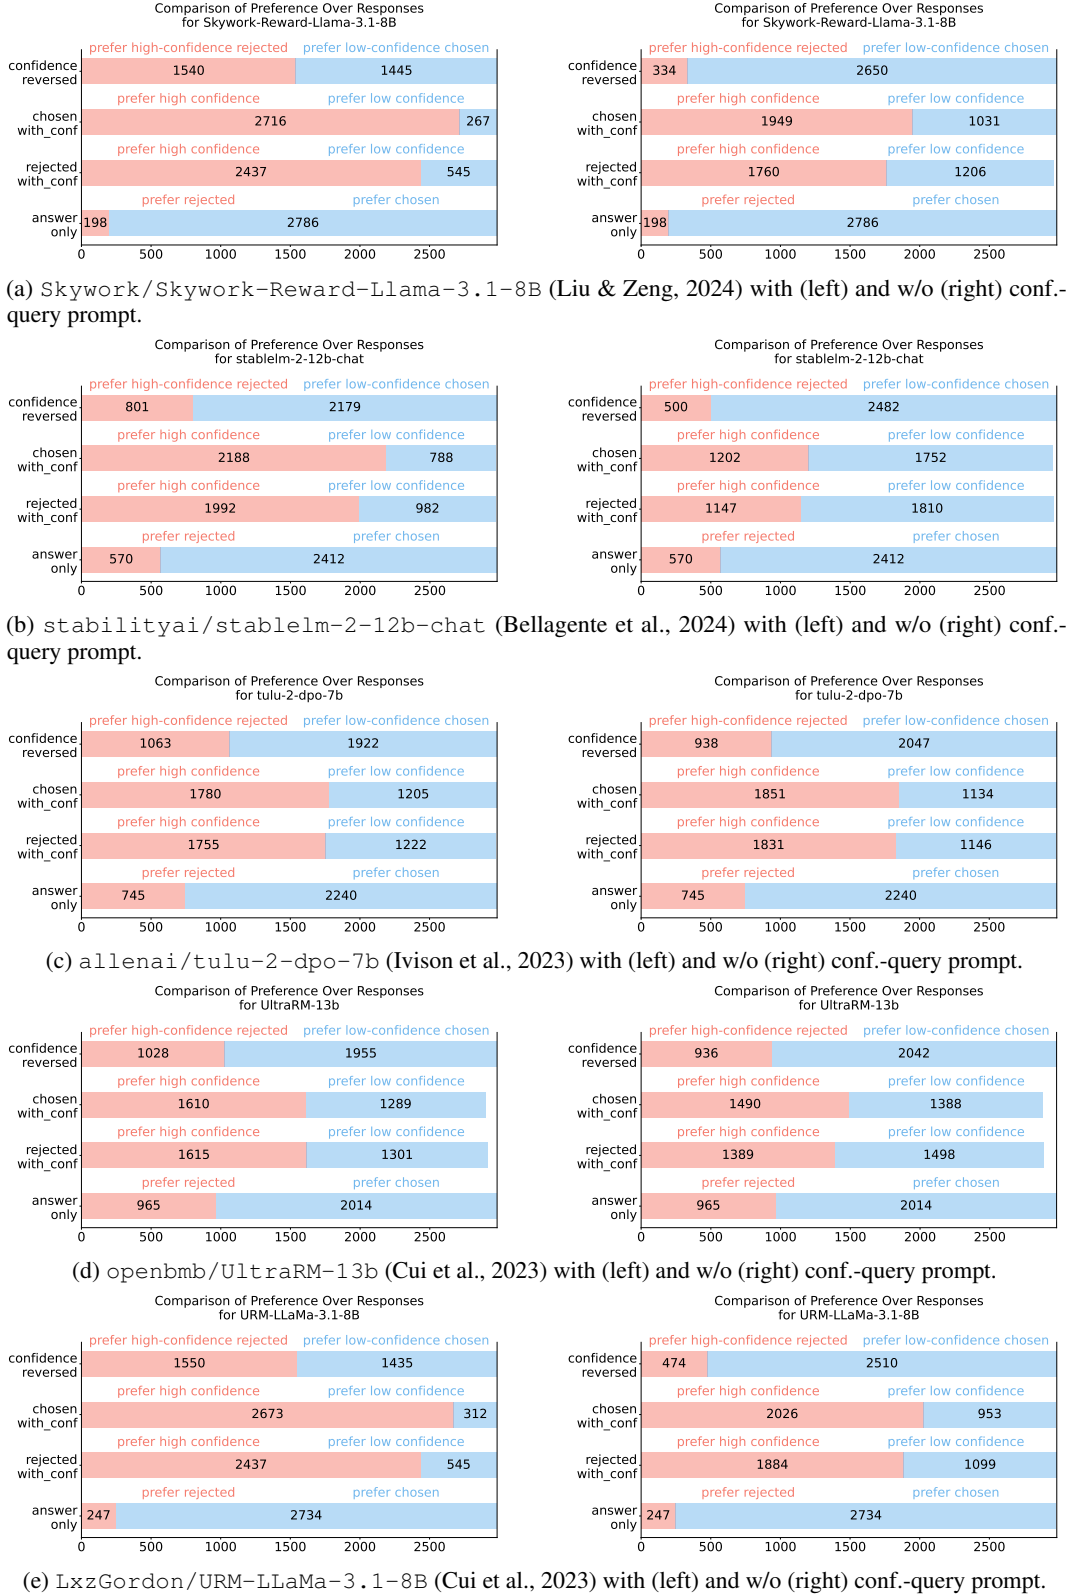 Comparison of Preference Over Responses
for Skywork-Reward-Llama-3.1-8B
prefer high-confidence rejected prefer low-confidence chosen
confidence
reversed
1540 1445
prefer high confidence prefer low confidence
chosen
with_conf
2716 267
prefer high confidence prefer low confidence
rejected
with_conf
2437 545
prefer rejected prefer chosen
answer
only
198 2786
0 500 1000 1500 2000 2500
Comparison of Preference Over Responses
for Skywork-Reward-Llama-3.1-8B
prefer high-confidence rejected prefer low-confidence chosen
confidence
reversed
334 2650
prefer high confidence prefer low confidence
chosen
with_conf
1949 1031
prefer high confidence prefer low confidence
rejected
with_conf
1760 1206
prefer rejected prefer chosen
answer
only
198 2786
0 500 1000 1500 2000 2500
(a) Skywork/Skywork-Reward-Llama-3.1-8B (Liu & Zeng, 2024) with (left) and w/o (right) conf.-
query prompt.
Comparison of Preference Over Responses
for stablelm-2-12b-chat
prefer high-confidence rejected prefer low-confidence chosen
confidence
reversed
801 2179
prefer high confidence prefer low confidence
chosen
with_conf
2188 788
prefer high confidence prefer low confidence
rejected
with_conf
1992 982
prefer rejected prefer chosen
answer
only
570 2412
0 500 1000 1500 2000 2500
Comparison of Preference Over Responses
for stablelm-2-12b-chat
prefer high-confidence rejected prefer low-confidence chosen
confidence
reversed
500 2482
prefer high confidence prefer low confidence
chosen
with_conf
1202 1752
prefer high confidence prefer low confidence
rejected
with_conf
1147 1810
prefer rejected prefer chosen
answer
only
570 2412
0 500 1000 1500 2000 2500
(b) stabilityai/stablelm-2-12b-chat (Bellagente et al., 2024) with (left) and w/o (right) conf.-
query prompt.
Comparison of Preference Over Responses
for tulu-2-dpo-7b
prefer high-confidence rejected prefer low-confidence chosen
confidence
reversed
1063 1922
prefer high confidence prefer low confidence
chosen
with_conf
1780 1205
prefer high confidence prefer low confidence
rejected
with_conf
1755 1222
prefer rejected prefer chosen
answer
only
745 2240
0 500 1000 1500 2000 2500
Comparison of Preference Over Responses
for tulu-2-dpo-7b
prefer high-confidence rejected prefer low-confidence chosen
confidence
reversed
938 2047
prefer high confidence prefer low confidence
chosen
with_conf
1851 1134
prefer high confidence prefer low confidence
rejected
with_conf
1831 1146
prefer rejected prefer chosen
answer
only
745 2240
0 500 1000 1500 2000 2500
(c) allenai/tulu-2-dpo-7b (Ivison et al., 2023) with (left) and w/o (right) conf.-query prompt.
Comparison of Preference Over Responses
for UltraRM-13b
prefer high-confidence rejected prefer low-confidence chosen
confidence
reversed
1028 1955
prefer high confidence prefer low confidence
chosen
with_conf
1610 1289
prefer high confidence prefer low confidence
rejected
with_conf
1615 1301
prefer rejected prefer chosen
answer
only
965 2014
0 500 1000 1500 2000 2500
Comparison of Preference Over Responses
for UltraRM-13b
prefer high-confidence rejected prefer low-confidence chosen
confidence
reversed
936 2042
prefer high confidence prefer low confidence
chosen
with_conf
1490 1388
prefer high confidence prefer low confidence
rejected
with_conf
1389 1498
prefer rejected prefer chosen
answer
only
965 2014
0 500 1000 1500 2000 2500
(d) openbmb/UltraRM-13b (Cui et al., 2023) with (left) and w/o (right) conf.-query prompt.
Comparison of Preference Over Responses
for URM-LLaMa-3.1-8B
prefer high-confidence rejected prefer low-confidence chosen
confidence
reversed
1550 1435
prefer high confidence prefer low confidence
chosen
with_conf
2673 312
prefer high confidence prefer low confidence
rejected
with_conf
2437 545
prefer rejected prefer chosen
answer
only
247 2734
0 500 1000 1500 2000 2500
Comparison of Preference Over Responses
for URM-LLaMa-3.1-8B
prefer high-confidence rejected prefer low-confidence chosen
confidence
reversed
474 2510
prefer high confidence prefer low confidence
chosen
with_conf
2026 953
prefer high confidence prefer low confidence
rejected
with_conf
1884 1099
prefer rejected prefer chosen
answer
only
247 2734
0 500 1000 1500 2000 2500
(e) LxzGordon/URM-LLaMa-3.1-8B (Cui et al., 2023) with (left) and w/o (right) conf.-query prompt.